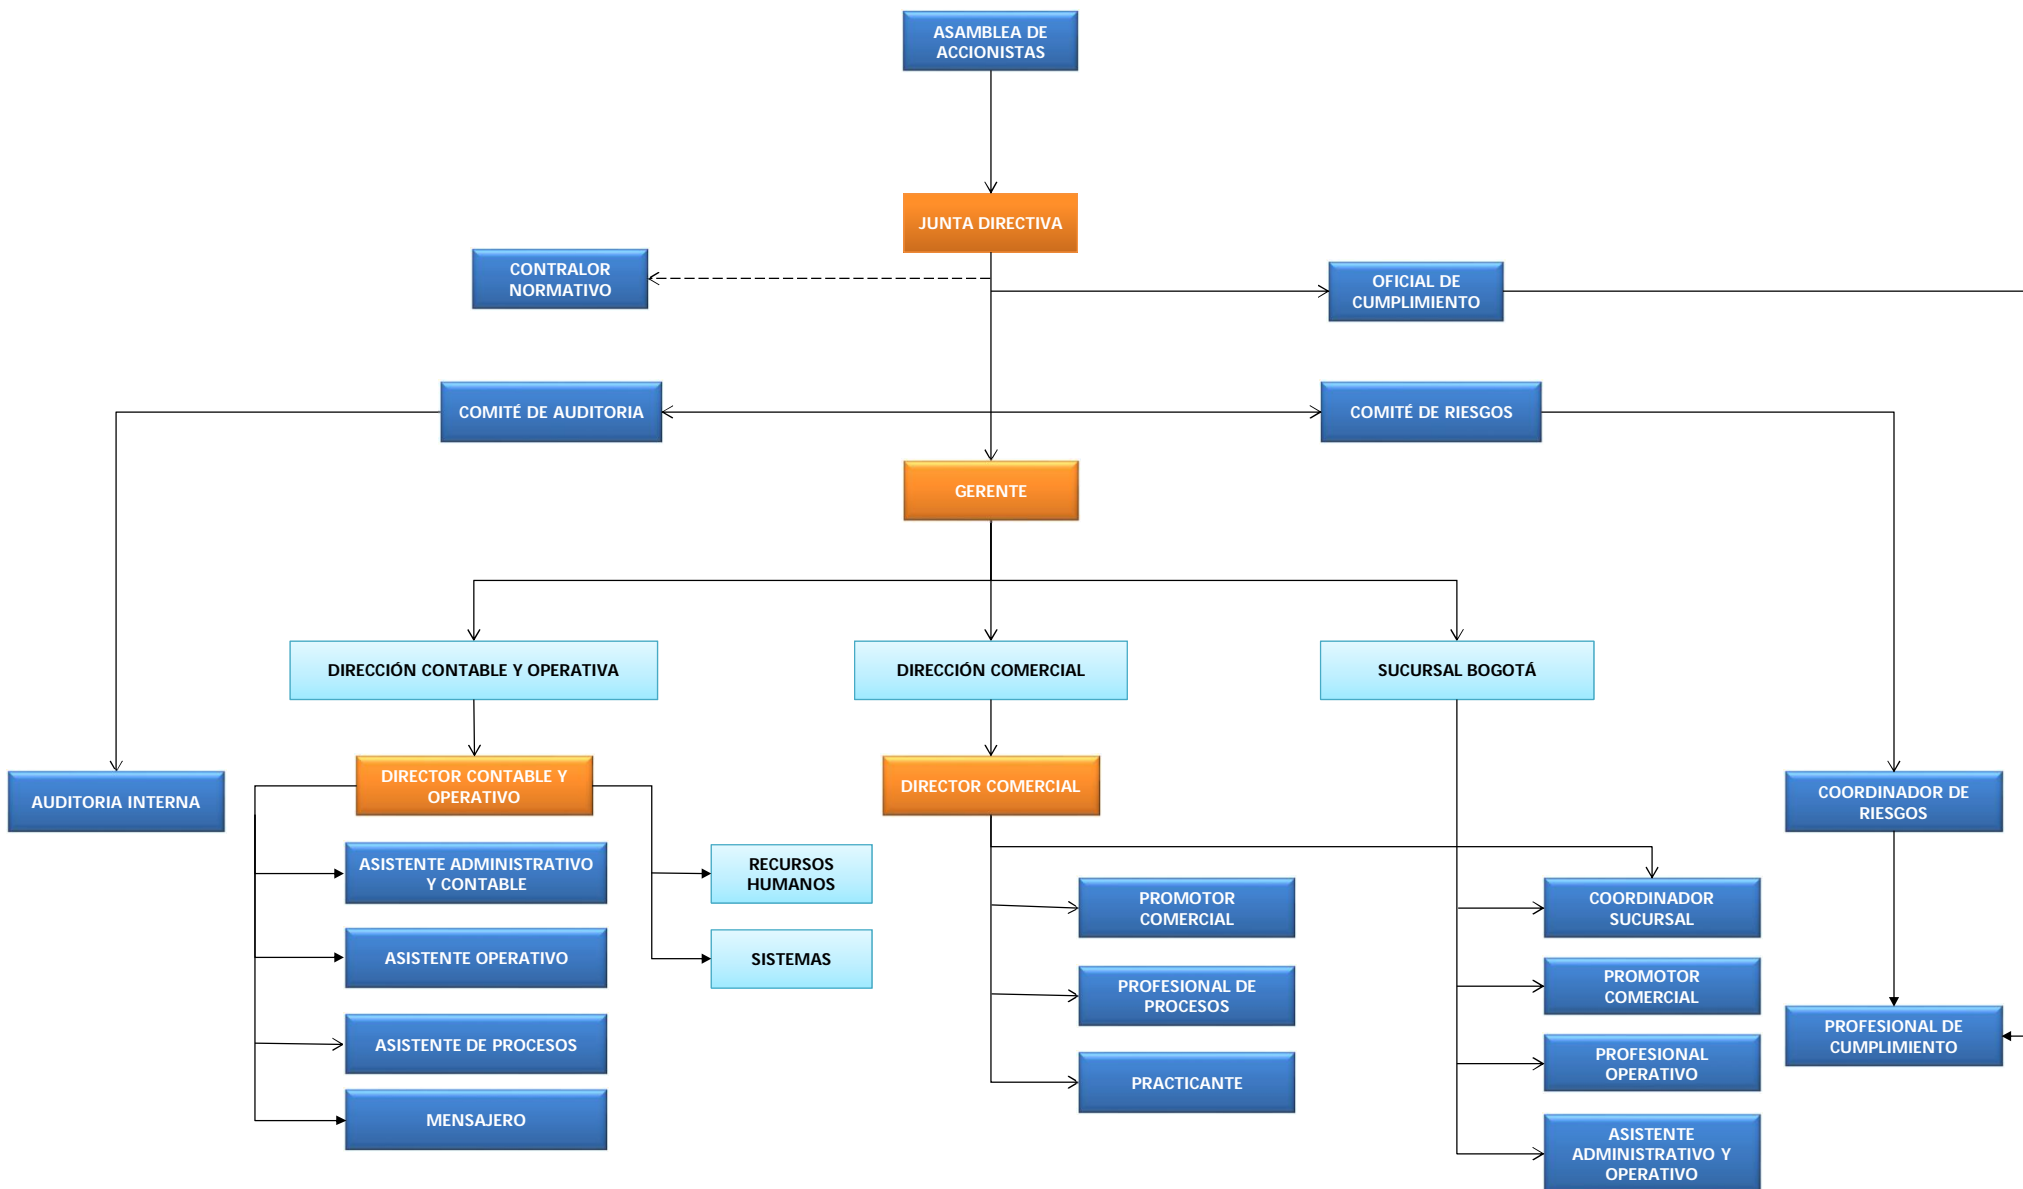 ASAMBLEA DE
ACCIONISTAS
JUNTA DIRECTIVA
CONTRALOR
NORMATIVO
OFICIAL DE
CUMPLIMIENTO
COMITÉ DE AUDITORIA
COMITÉ DE RIESGOS
GERENTE
DIRECCIÓN CONTABLE Y OPERATIVA
DIRECCIÓN COMERCIAL
SUCURSAL BOGOTÁ
AUDITORIA INTERNA
DIRECTOR CONTABLE Y
OPERATIVO
DIRECTOR COMERCIAL
COORDINADOR DE
RIESGOS
ASISTENTE ADMINISTRATIVO
Y CONTABLE
RECURSOS
HUMANOS
PROMOTOR
COMERCIAL
COORDINADOR
SUCURSAL
ASISTENTE OPERATIVO
SISTEMAS
PROFESIONAL DE
PROCESOS
PROMOTOR
COMERCIAL
ASISTENTE DE PROCESOS
PROFESIONAL
OPERATIVO
PROFESIONAL DE
CUMPLIMIENTO
MENSAJERO
PRACTICANTE
ASISTENTE
ADMINISTRATIVO Y
OPERATIVO